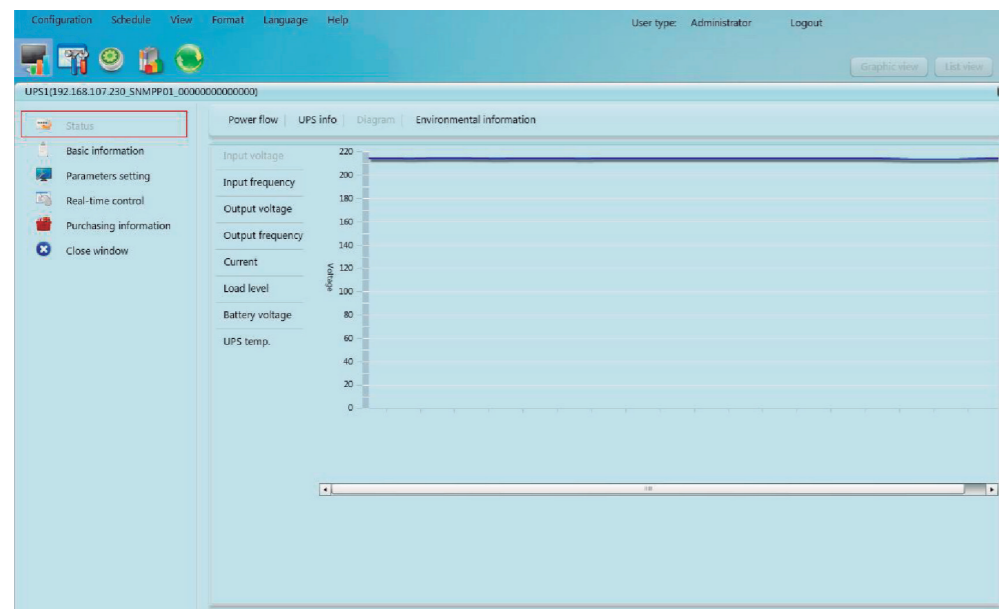 Configuration Schedule View Format Language Help User type: Administrator Logout
Graphic view List view
UPS1(192.168.107.230_SNMPP01_00000000000000)
Status
Basic information
Parameters setting
Real-time control
Purchasing information
Close window
Power flow UPS info Diagram Environmental information
Input voltage
Input frequency
Output voltage
Output frequency
Current
Load level
Battery voltage
UPS temp.
Voltage
220
200
180
160
140
120
100
80
60
40
20
0